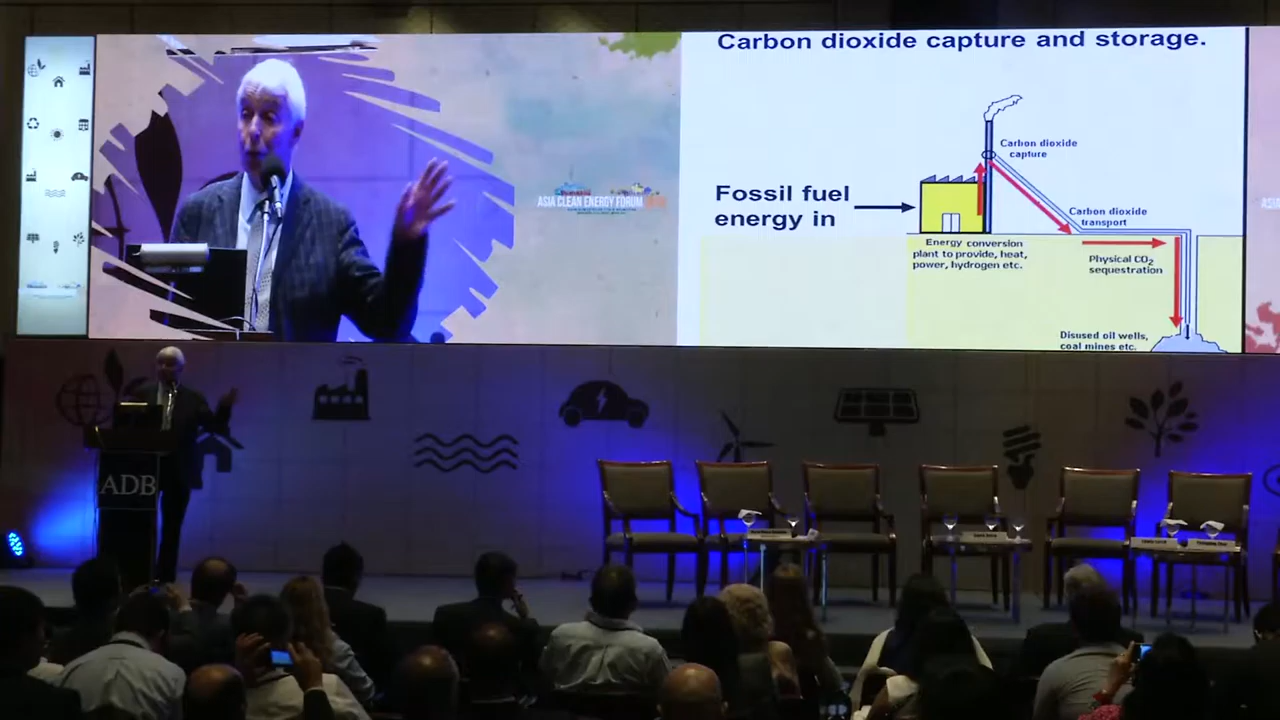 Carbon dioxide capture and storage.
Carbon dioxide
capture
Fossil fuel
energy in
Carbon dioxide
transport
Energy conversion
plant to provide, heat,
power, hydrogen etc.
Physical CO2
sequestration
Disused oil wells,
coal mines etc.
ASIA CLEAN ENERGY FORUM
ADB